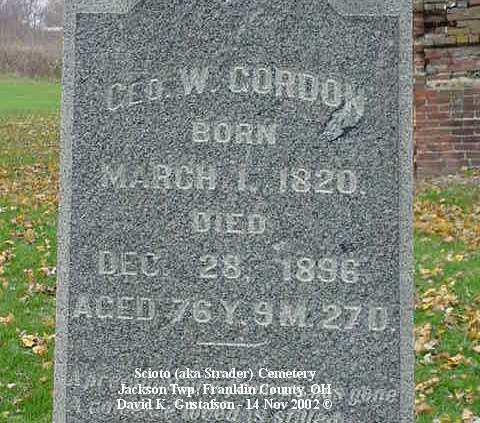 GEO. W. GORDON
BORN
MARCH 1, 1820.
DIED
DEC. 28, 1896.
AGED 76 Y. 9 M. 27 D.
Scioto (aka Strader) Cemetery
Jackson Twp, Franklin County, OH
David K. Gustafson - 14 Nov 2002 ©
gone